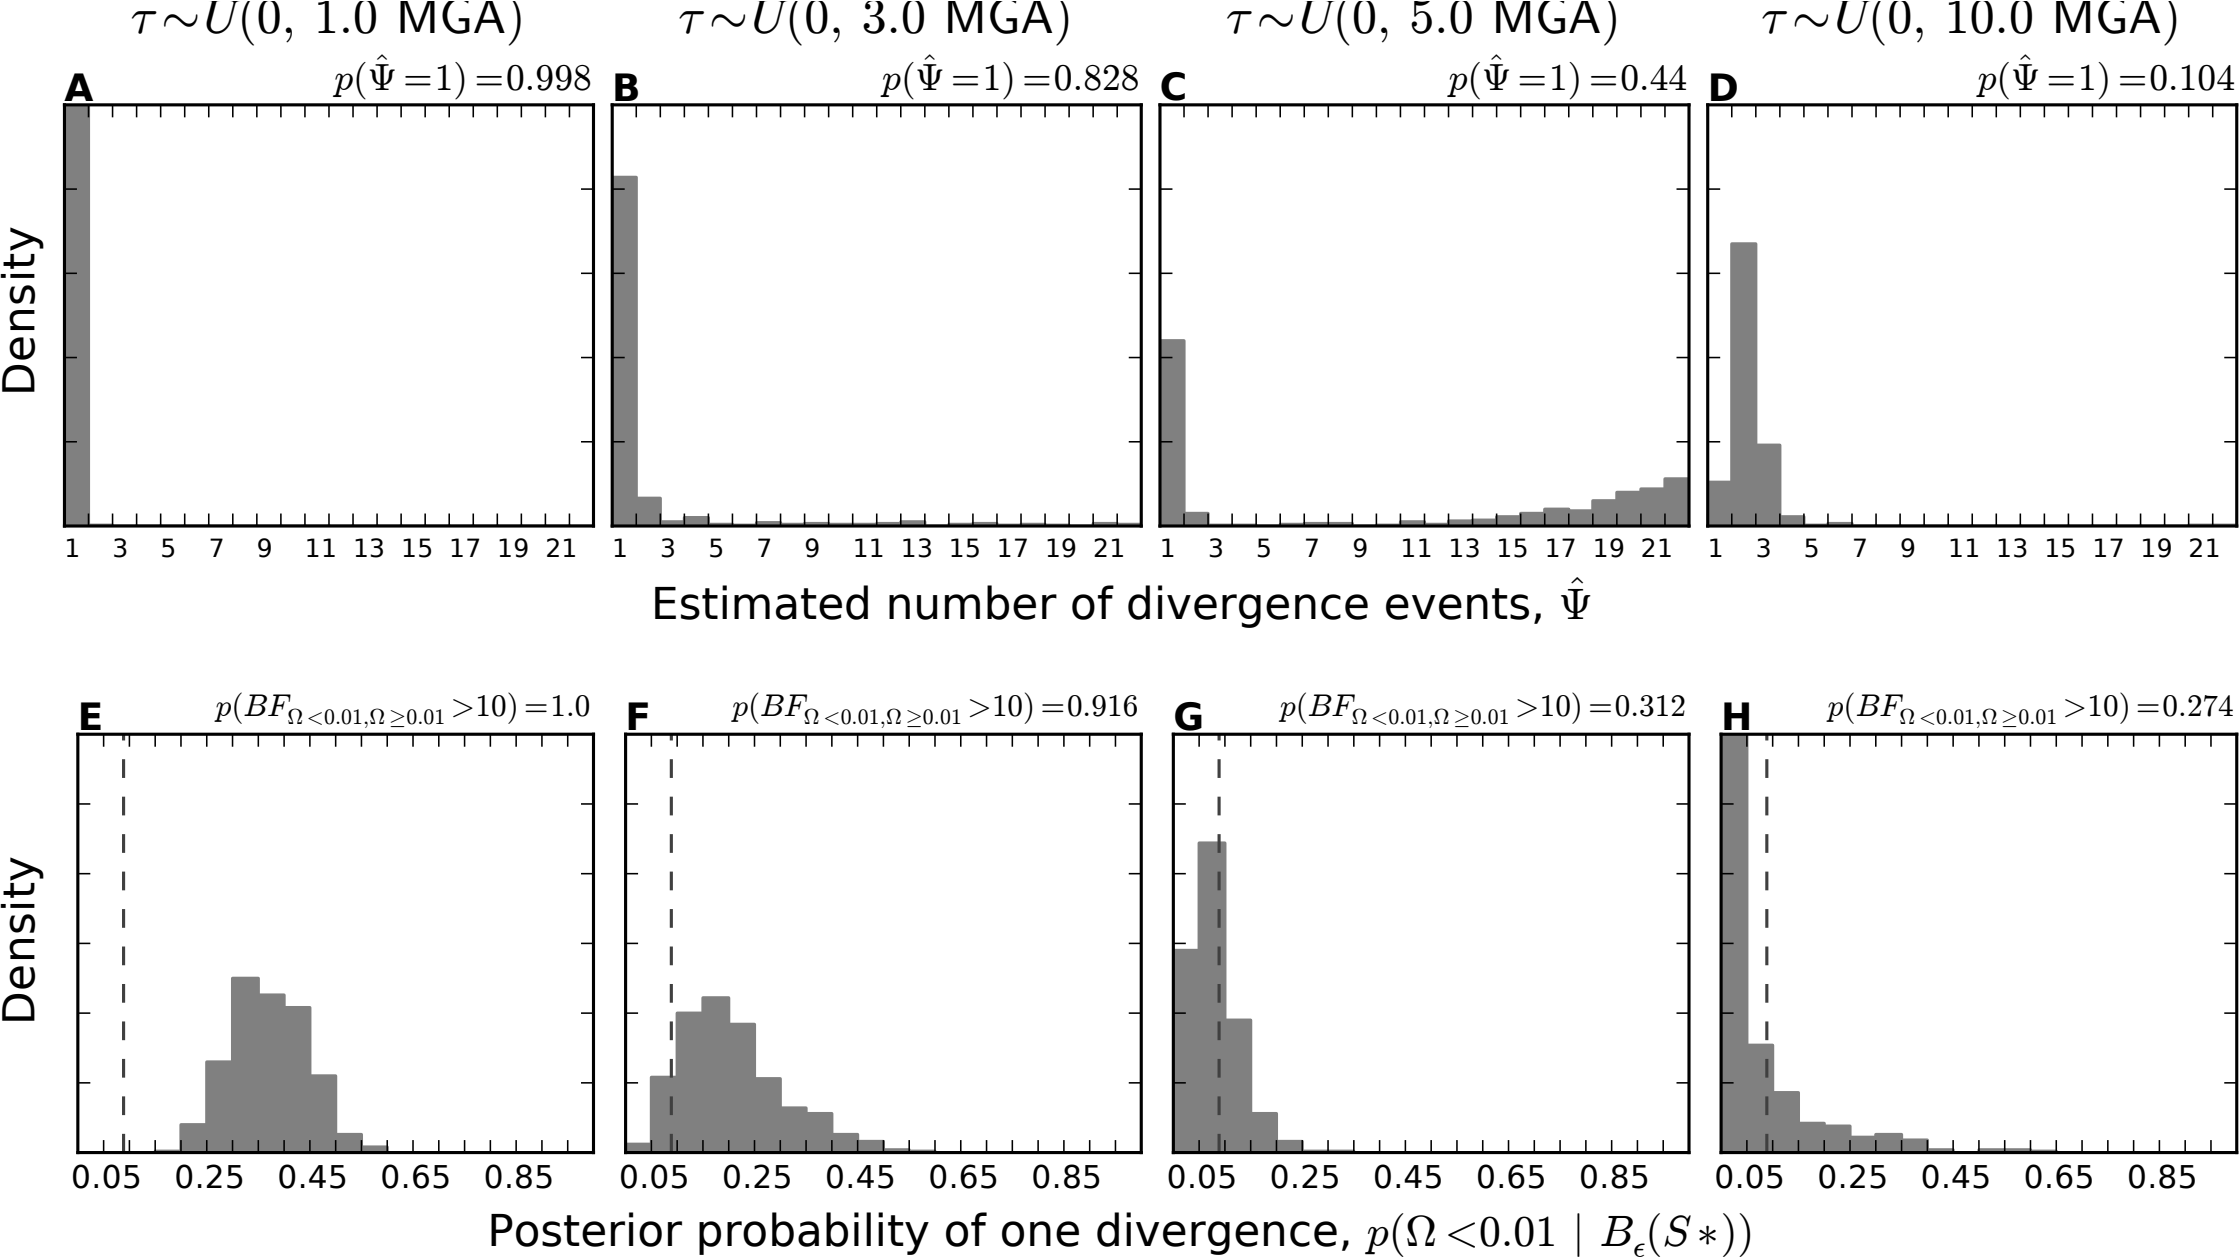 τ∼U(0, 1.0 MGA) τ∼U(0, 3.0 MGA) τ∼U(0, 5.0 MGA) τ∼U(0, 10.0 MGA)
A p(Ψ̂ =1) =0.998 B p(Ψ̂ =1) =0.828 C p(Ψ̂ =1) =0.44 D p(Ψ̂ =1) =0.104
Density
1 3 5 7 9 11 13 15 17 19 21 1 3 5 7 9 11 13 15 17 19 21 1 3 5 7 9 11 13 15 17 19 21 1 3 5 7 9 11 13 15 17 19 21
Estimated number of divergence events, Ψ̂
E p(BF_{Ω<0.01,Ω≥0.01} >10) =1.0 F p(BF_{Ω<0.01,Ω≥0.01} >10) =0.916 G p(BF_{Ω<0.01,Ω≥0.01} >10) =0.312 H p(BF_{Ω<0.01,Ω≥0.01} >10) =0.274
Density
0.05 0.25 0.45 0.65 0.85 0.05 0.25 0.45 0.65 0.85 0.05 0.25 0.45 0.65 0.85 0.05 0.25 0.45 0.65 0.85
Posterior probability of one divergence, p(Ω <0.01 | B_ϵ(S∗))